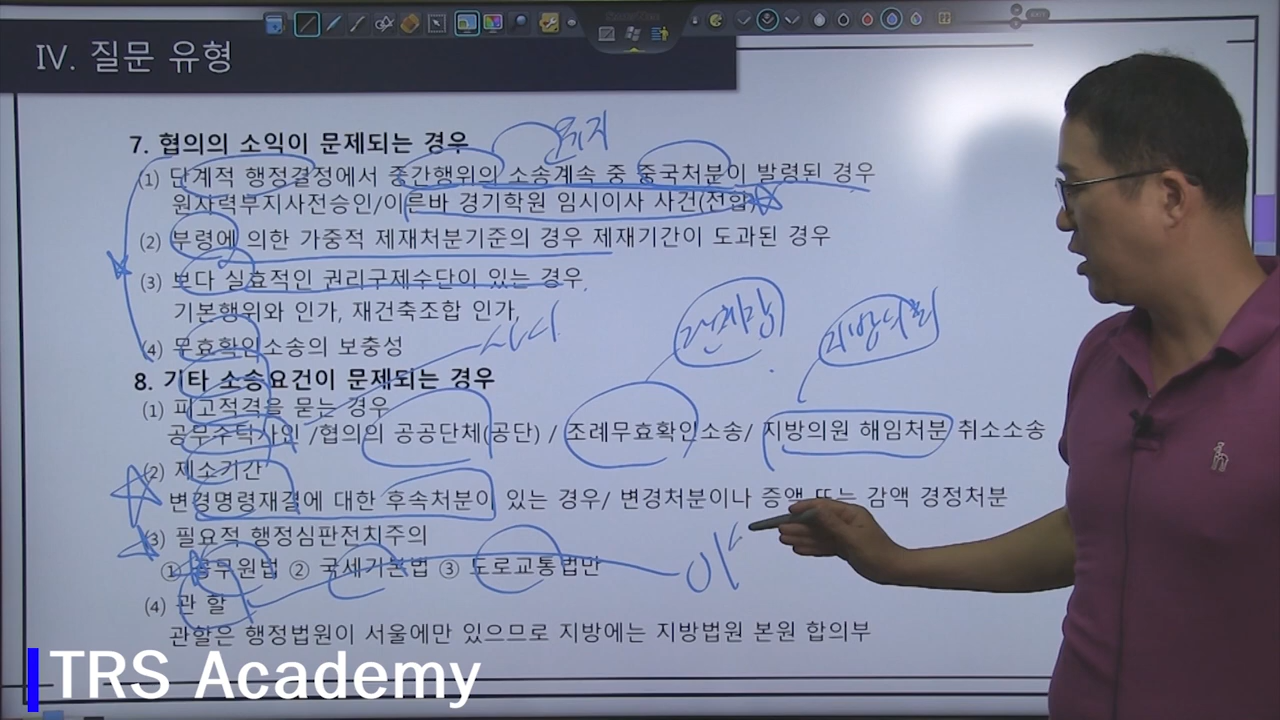 IV. 질문 유형
7. 협의의 소익이 문제되는 경우
(1) 단계적 행정결정에서 중간행위의 소송계속 중 중국처분이 발령된 경우
원자력부지사전승인/이른바 경기학원 임시이사 사건(전합)
(2) 부령에 의한 가중적 제재처분기준의 경우 제재기간이 도과된 경우
(3) 보다 실효적인 권리구제수단이 있는 경우,
기본행위와 인가, 재건축조합 인가,
(4) 무효확인소송의 보충성
8. 기타 소송요건이 문제되는 경우
(1) 피고적격을 묻는 경우
공무수탁사인 /협의의 공공단체(공단) / 조례무효확인소송/ 지방의원 해임처분 취소소송
(2) 제소기간
변경명령재결에 대한 후속처분이 있는 경우/ 변경처분이나 증액 또는 감액 경정처분
(3) 필요적 행정심판전치주의
① 공무원법 ② 국세기본법 ③ 도로교통법만
(4) 관 할
관할은 행정법원이 서울에만 있으므로 지방에는 지방법원 본원 합의부
TRS Academy